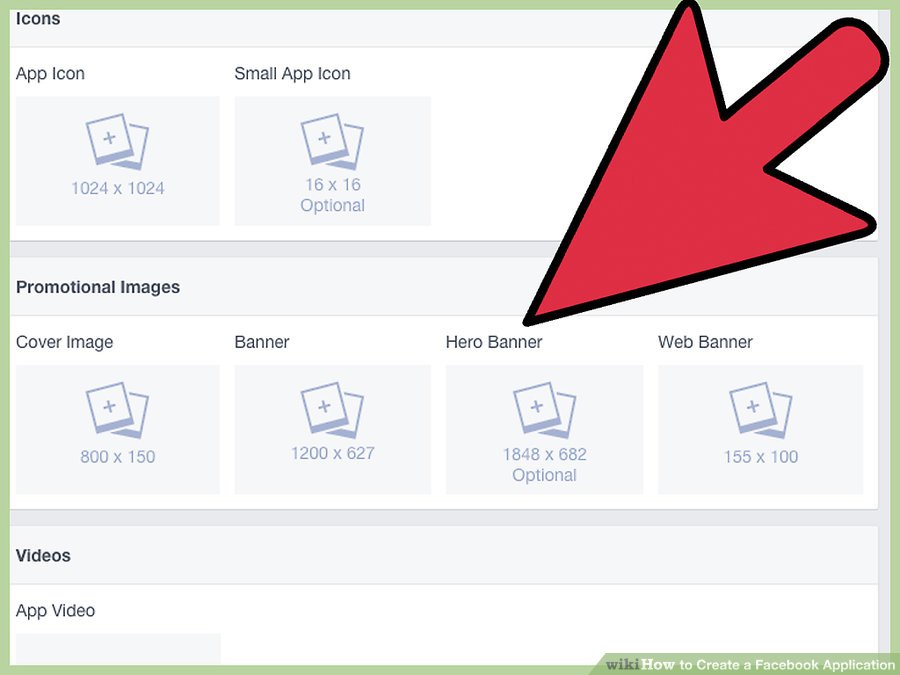 Icons
App Icon
Small App Icon
1024 x 1024
16 x 16
Optional
Promotional Images
Cover Image
Banner
Hero Banner
Web Banner
800 x 150
1200 x 627
1848 x 682
Optional
155 x 100
Videos
App Video
wikiHow to Create a Facebook Application